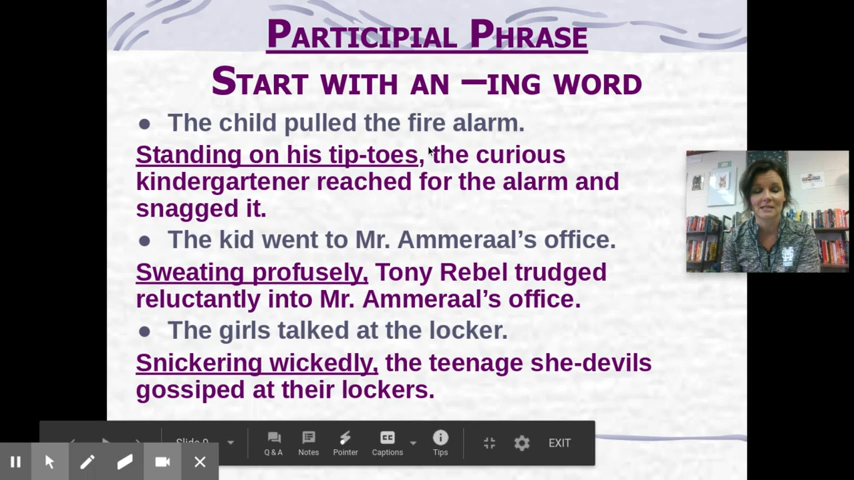 PARTICIPIAL PHRASE
START WITH AN –ING WORD
• The child pulled the fire alarm.
Standing on his tip-toes, the curious
kindergartener reached for the alarm and
snagged it.
• The kid went to Mr. Ammeraal’s office.
Sweating profusely, Tony Rebel trudged
reluctantly into Mr. Ammeraal’s office.
• The girls talked at the locker.
Snickering wickedly, the teenage she-devils
gossiped at their lockers.
Slide 9
Q & A Notes Pointer CC Captions Tips EXIT